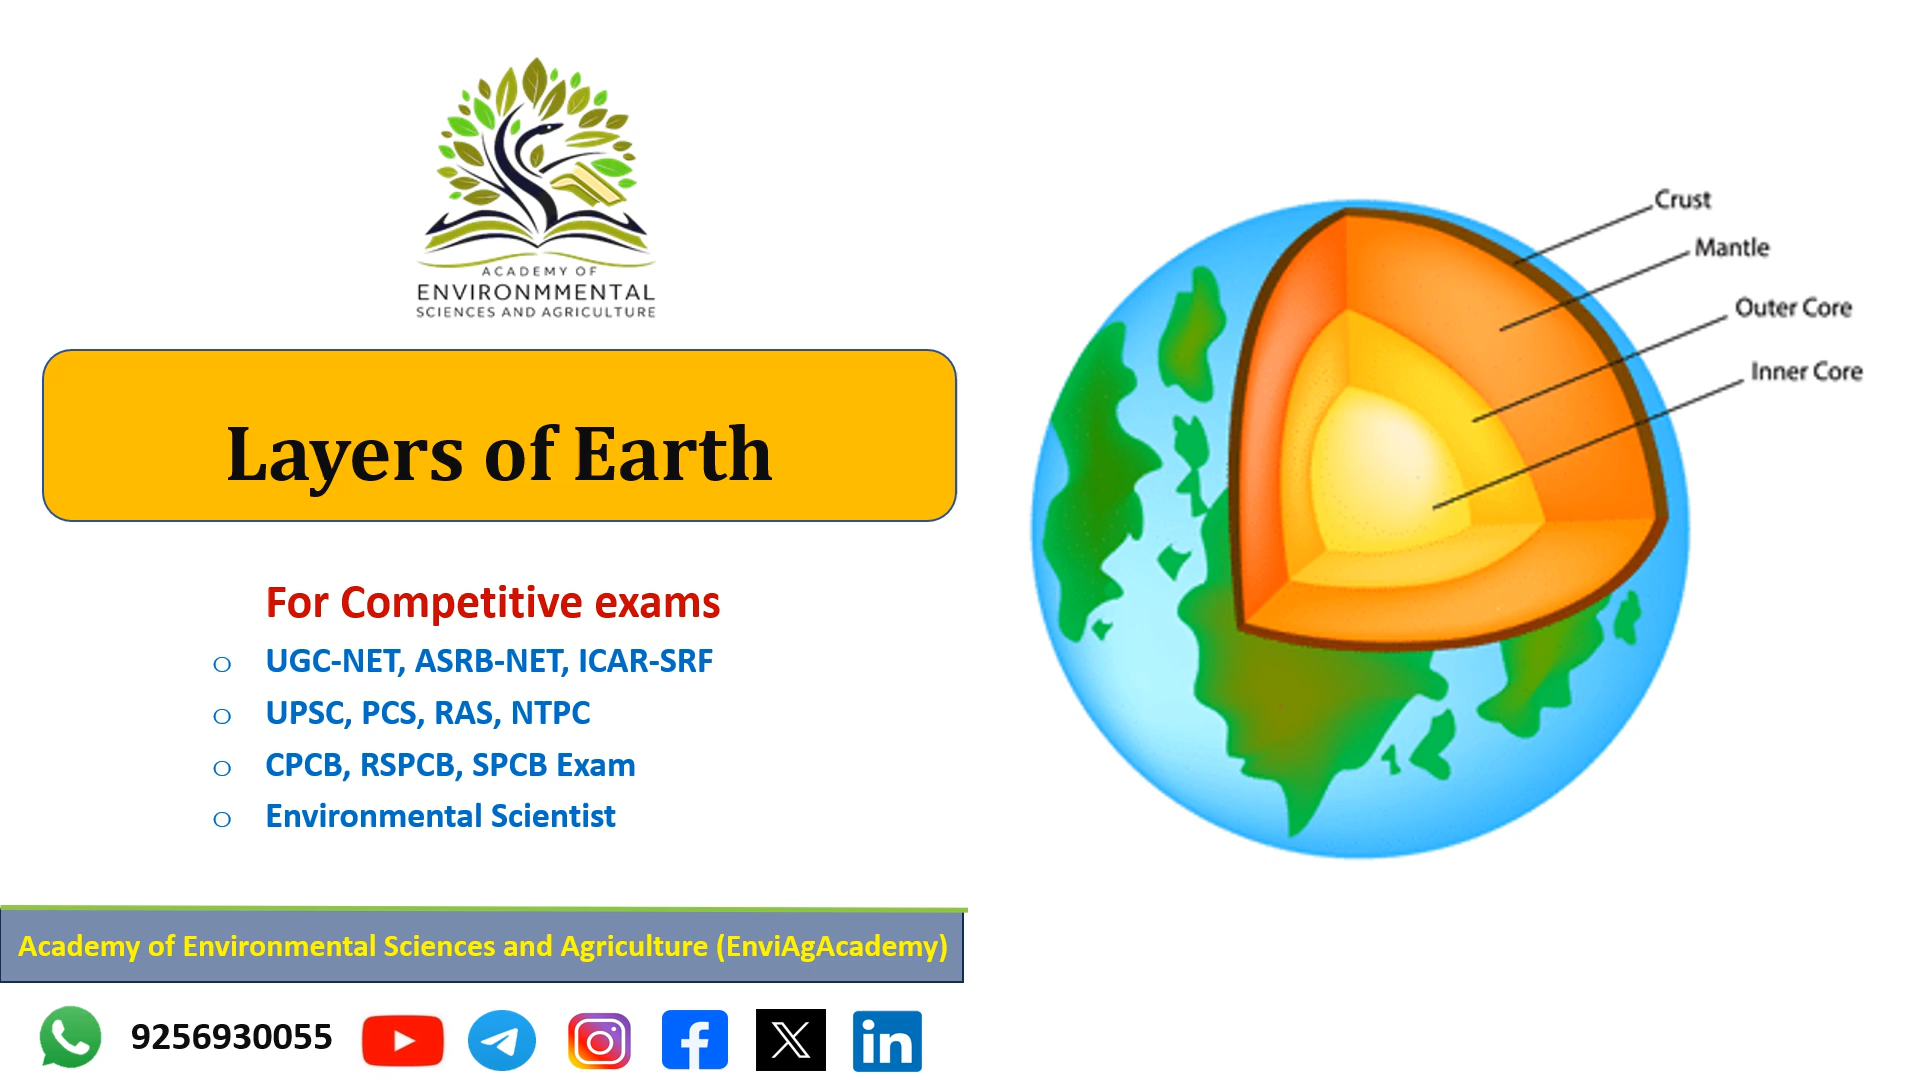 ACADEMY OF
ENVIRONMMENTAL
SCIENCES AND AGRICULTURE
Layers of Earth
For Competitive exams
o UGC-NET, ASRB-NET, ICAR-SRF
o UPSC, PCS, RAS, NTPC
o CPCB, RSPCB, SPCB Exam
o Environmental Scientist
Academy of Environmental Sciences and Agriculture (EnviAgAcademy)
9256930055
Crust
Mantle
Outer Core
Inner Core